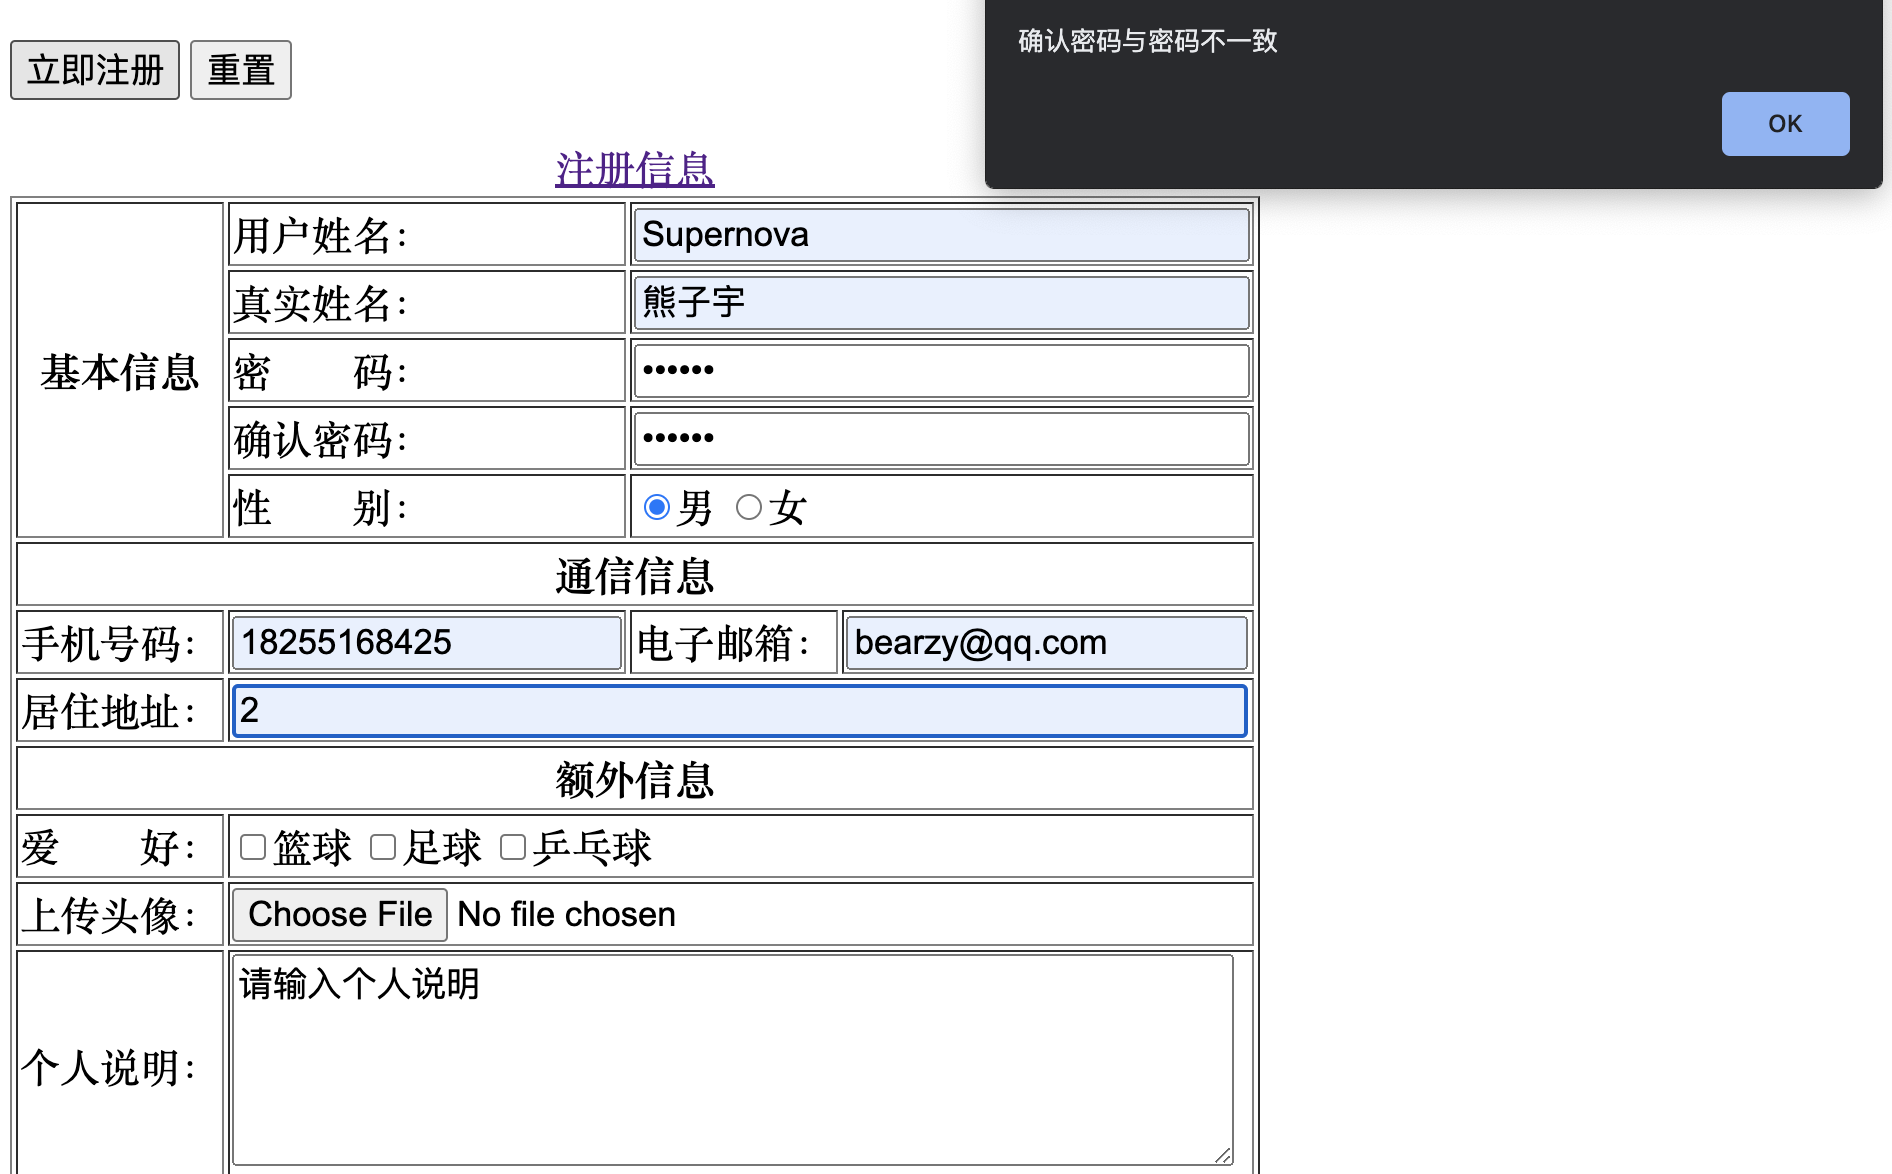 确认密码与密码不一致
OK
立即注册 重置
注册信息
基本信息
用户姓名： Supernova
真实姓名： 熊子宇
密　　码： ••••••
确认密码： ••••••
性　　别： 男 女
通信信息
手机号码： 18255168425 电子邮箱： bearzy@qq.com
居住地址： 2
额外信息
爱　　好： 篮球 足球 乒乓球
上传头像： Choose File No file chosen
个人说明： 请输入个人说明